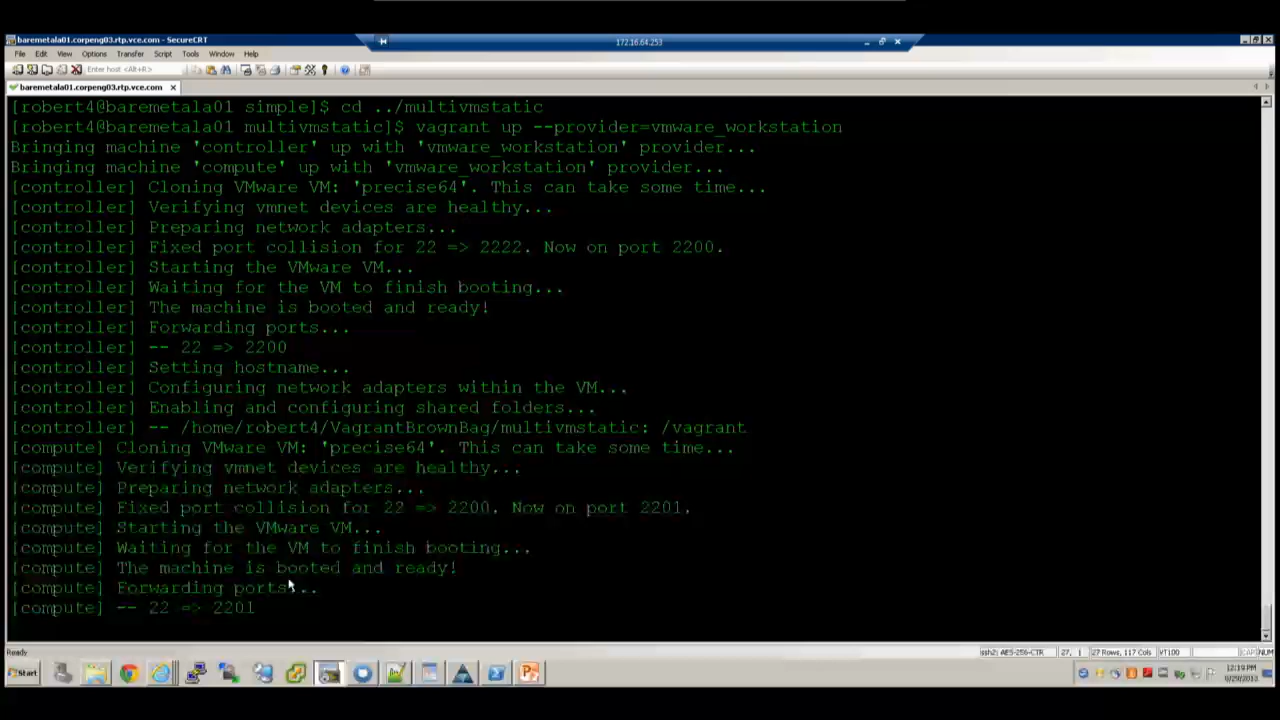 baremetala01.corpeng03.rtp.vce.com - SecureCRT
172.16.64.253
File Edit View Options Transfer Script Tools Window Help
Enter host <Alt+R>
baremetala01.corpeng03.rtp.vce.com
[robert4@baremetala01 simple]$ cd ../multivmstatic
[robert4@baremetala01 multivmstatic]$ vagrant up --provider=vmware_workstation
Bringing machine 'controller' up with 'vmware_workstation' provider...
Bringing machine 'compute' up with 'vmware_workstation' provider...
[controller] Cloning VMware VM: 'precise64'. This can take some time...
[controller] Verifying vmnet devices are healthy...
[controller] Preparing network adapters...
[controller] Fixed port collision for 22 => 2222. Now on port 2200.
[controller] Starting the VMware VM...
[controller] Waiting for the VM to finish booting...
[controller] The machine is booted and ready!
[controller] Forwarding ports...
[controller] -- 22 => 2200
[controller] Setting hostname...
[controller] Configuring network adapters within the VM...
[controller] Enabling and configuring shared folders...
[controller] -- /home/robert4/VagrantBrownBag/multivmstatic: /vagrant
[compute] Cloning VMware VM: 'precise64'. This can take some time...
[compute] Verifying vmnet devices are healthy...
[compute] Preparing network adapters...
[compute] Fixed port collision for 22 => 2200. Now on port 2201.
[compute] Starting the VMware VM...
[compute] Waiting for the VM to finish booting...
[compute] The machine is booted and ready!
[compute] Forwarding ports...
[compute] -- 22 => 2201
Ready ssh2: AES-256-CTR 27, 1 27 Rows, 117 Cols VT100 CAP NUM
Start 12:19 PM